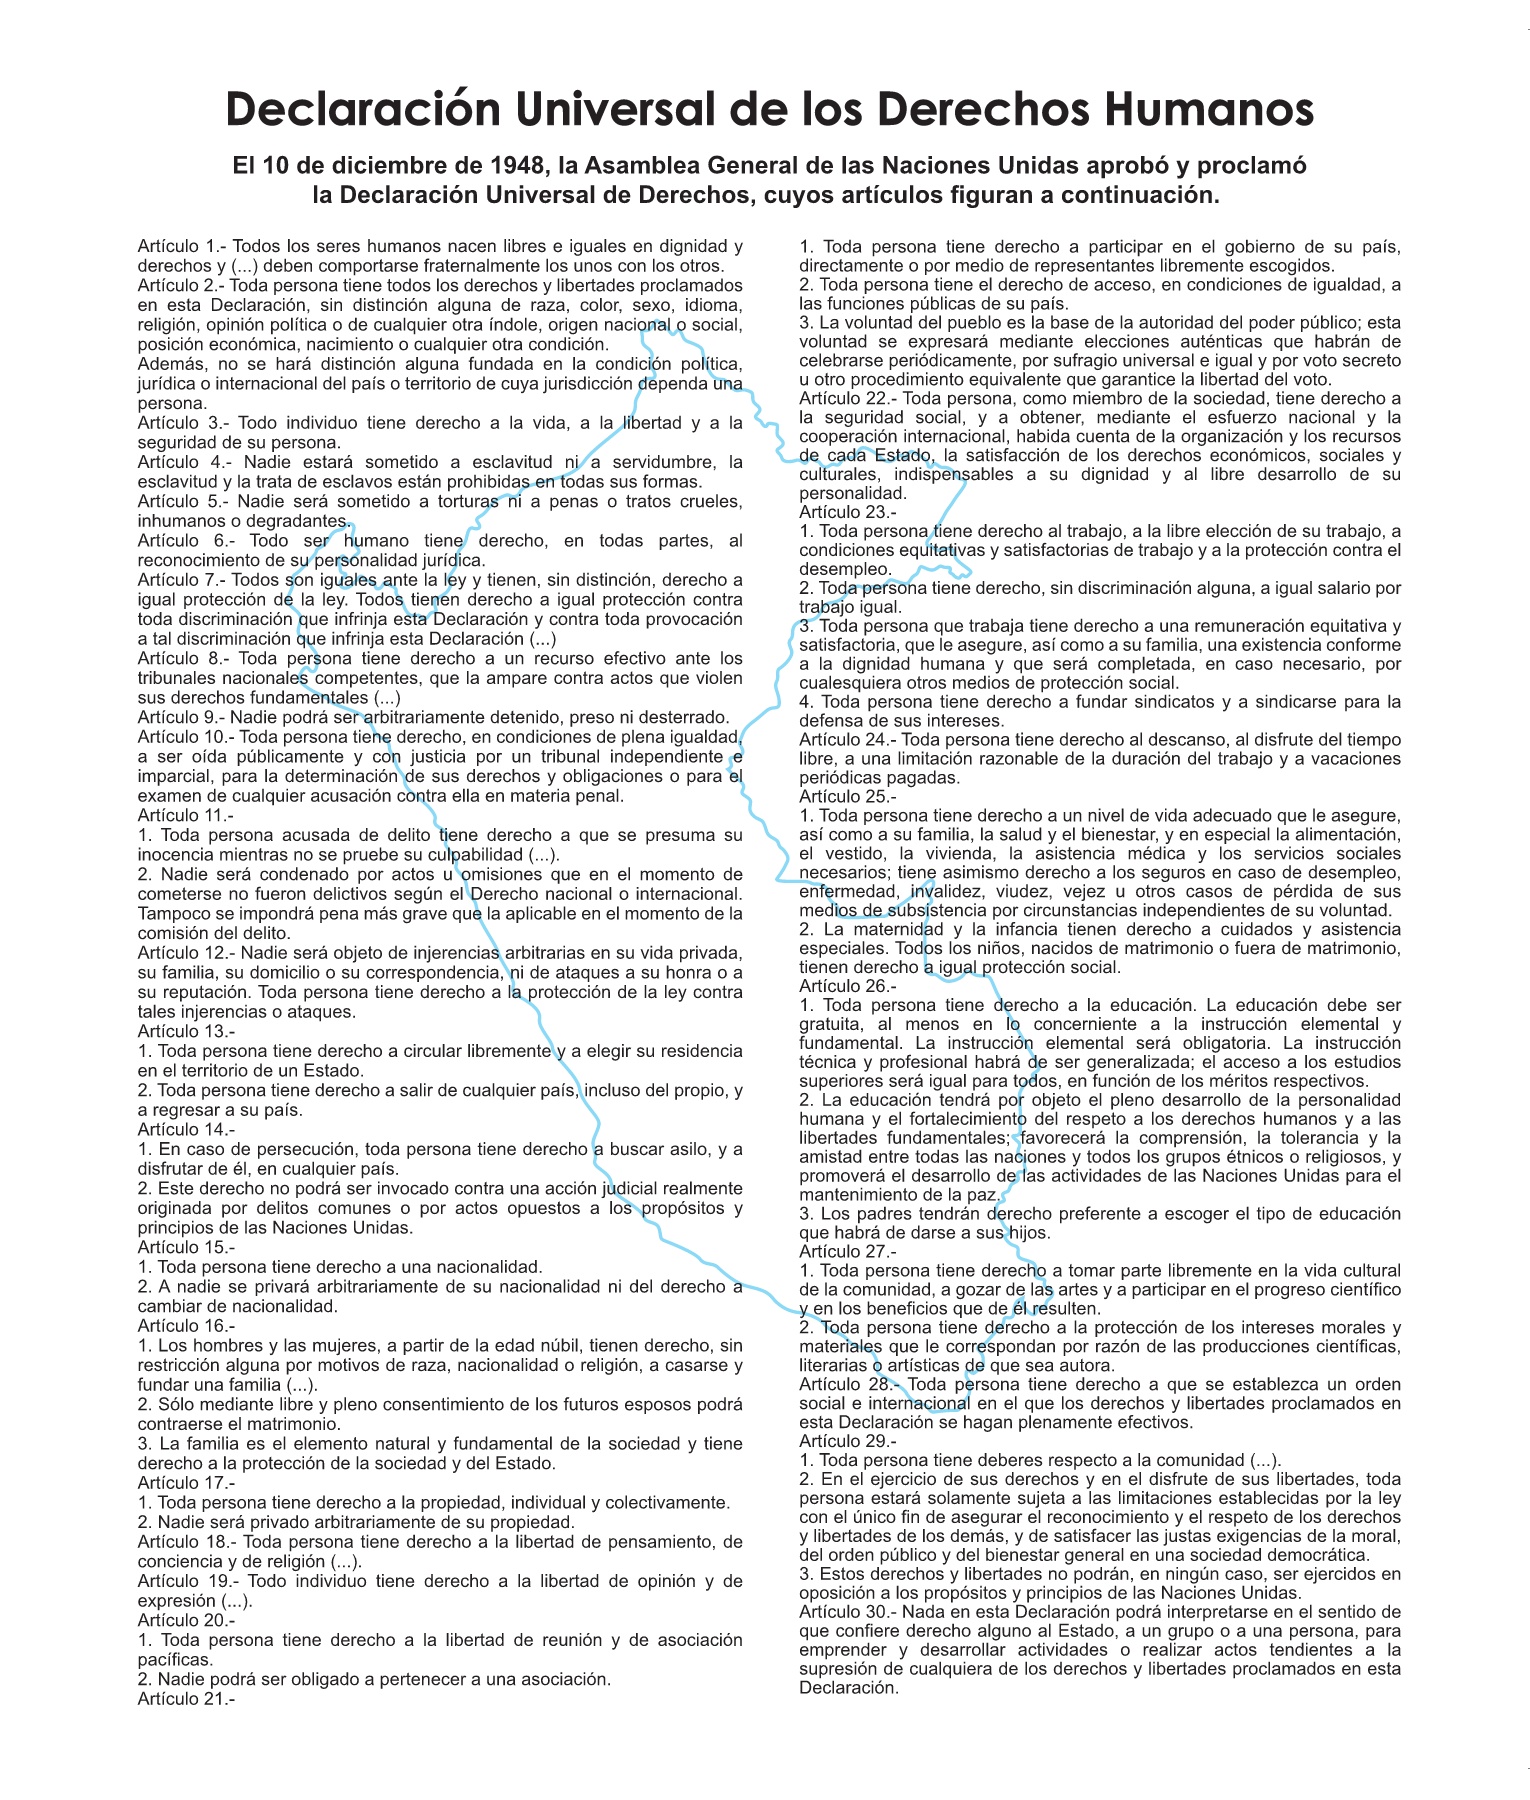 Declaración Universal de los Derechos Humanos
El 10 de diciembre de 1948, la Asamblea General de las Naciones Unidas aprobó y proclamó
la Declaración Universal de Derechos, cuyos artículos figuran a continuación.
Artículo 1.- Todos los seres humanos nacen libres e iguales en dignidad y
derechos y (...) deben comportarse fraternalmente los unos con los otros.
Artículo 2.- Toda persona tiene todos los derechos y libertades proclamados
en esta Declaración, sin distinción alguna de raza, color, sexo, idioma,
religión, opinión política o de cualquier otra índole, origen nacional o social,
posición económica, nacimiento o cualquier otra condición.
Además, no se hará distinción alguna fundada en la condición política,
jurídica o internacional del país o territorio de cuya jurisdicción dependa una
persona.
Artículo 3.- Todo individuo tiene derecho a la vida, a la libertad y a la
seguridad de su persona.
Artículo 4.- Nadie estará sometido a esclavitud ni a servidumbre, la
esclavitud y la trata de esclavos están prohibidas en todas sus formas.
Artículo 5.- Nadie será sometido a torturas ni a penas o tratos crueles,
inhumanos o degradantes.
Artículo 6.- Todo ser humano tiene derecho, en todas partes, al
reconocimiento de su personalidad jurídica.
Artículo 7.- Todos son iguales ante la ley y tienen, sin distinción, derecho a
igual protección de la ley. Todos tienen derecho a igual protección contra
toda discriminación que infrinja esta Declaración y contra toda provocación
a tal discriminación que infrinja esta Declaración (...)
Artículo 8.- Toda persona tiene derecho a un recurso efectivo ante los
tribunales nacionales competentes, que la ampare contra actos que violen
sus derechos fundamentales (...)
Artículo 9.- Nadie podrá ser arbitrariamente detenido, preso ni desterrado.
Artículo 10.- Toda persona tiene derecho, en condiciones de plena igualdad,
a ser oída públicamente y con justicia por un tribunal independiente e
imparcial, para la determinación de sus derechos y obligaciones o para el
examen de cualquier acusación contra ella en materia penal.
Artículo 11.-
1. Toda persona acusada de delito tiene derecho a que se presuma su
inocencia mientras no se pruebe su culpabilidad (...).
2. Nadie será condenado por actos u omisiones que en el momento de
cometerse no fueron delictivos según el Derecho nacional o internacional.
Tampoco se impondrá pena más grave que la aplicable en el momento de la
comisión del delito.
Artículo 12.- Nadie será objeto de injerencias arbitrarias en su vida privada,
su familia, su domicilio o su correspondencia, ni de ataques a su honra o a
su reputación. Toda persona tiene derecho a la protección de la ley contra
tales injerencias o ataques.
Artículo 13.-
1. Toda persona tiene derecho a circular libremente y a elegir su residencia
en el territorio de un Estado.
2. Toda persona tiene derecho a salir de cualquier país, incluso del propio, y
a regresar a su país.
Artículo 14.-
1. En caso de persecución, toda persona tiene derecho a buscar asilo, y a
disfrutar de él, en cualquier país.
2. Este derecho no podrá ser invocado contra una acción judicial realmente
originada por delitos comunes o por actos opuestos a los propósitos y
principios de las Naciones Unidas.
Artículo 15.-
1. Toda persona tiene derecho a una nacionalidad.
2. A nadie se privará arbitrariamente de su nacionalidad ni del derecho a
cambiar de nacionalidad.
Artículo 16.-
1. Los hombres y las mujeres, a partir de la edad núbil, tienen derecho, sin
restricción alguna por motivos de raza, nacionalidad o religión, a casarse y
fundar una familia (...).
2. Sólo mediante libre y pleno consentimiento de los futuros esposos podrá
contraerse el matrimonio.
3. La familia es el elemento natural y fundamental de la sociedad y tiene
derecho a la protección de la sociedad y del Estado.
Artículo 17.-
1. Toda persona tiene derecho a la propiedad, individual y colectivamente.
2. Nadie será privado arbitrariamente de su propiedad.
Artículo 18.- Toda persona tiene derecho a la libertad de pensamiento, de
conciencia y de religión (...).
Artículo 19.- Todo individuo tiene derecho a la libertad de opinión y de
expresión (...).
Artículo 20.-
1. Toda persona tiene derecho a la libertad de reunión y de asociación
pacíficas.
2. Nadie podrá ser obligado a pertenecer a una asociación.
Artículo 21.-
1. Toda persona tiene derecho a participar en el gobierno de su país,
directamente o por medio de representantes libremente escogidos.
2. Toda persona tiene el derecho de acceso, en condiciones de igualdad, a
las funciones públicas de su país.
3. La voluntad del pueblo es la base de la autoridad del poder público; esta
voluntad se expresará mediante elecciones auténticas que habrán de
celebrarse periódicamente, por sufragio universal e igual y por voto secreto
u otro procedimiento equivalente que garantice la libertad del voto.
Artículo 22.- Toda persona, como miembro de la sociedad, tiene derecho a
la seguridad social, y a obtener, mediante el esfuerzo nacional y la
cooperación internacional, habida cuenta de la organización y los recursos
de cada Estado, la satisfacción de los derechos económicos, sociales y
culturales, indispensables a su dignidad y al libre desarrollo de su
personalidad.
Artículo 23.-
1. Toda persona tiene derecho al trabajo, a la libre elección de su trabajo, a
condiciones equitativas y satisfactorias de trabajo y a la protección contra el
desempleo.
2. Toda persona tiene derecho, sin discriminación alguna, a igual salario por
trabajo igual.
3. Toda persona que trabaja tiene derecho a una remuneración equitativa y
satisfactoria, que le asegure, así como a su familia, una existencia conforme
a la dignidad humana y que será completada, en caso necesario, por
cualesquiera otros medios de protección social.
4. Toda persona tiene derecho a fundar sindicatos y a sindicarse para la
defensa de sus intereses.
Artículo 24.- Toda persona tiene derecho al descanso, al disfrute del tiempo
libre, a una limitación razonable de la duración del trabajo y a vacaciones
periódicas pagadas.
Artículo 25.-
1. Toda persona tiene derecho a un nivel de vida adecuado que le asegure,
así como a su familia, la salud y el bienestar, y en especial la alimentación,
el vestido, la vivienda, la asistencia médica y los servicios sociales
necesarios; tiene asimismo derecho a los seguros en caso de desempleo,
enfermedad, invalidez, viudez, vejez u otros casos de pérdida de sus
medios de subsistencia por circunstancias independientes de su voluntad.
2. La maternidad y la infancia tienen derecho a cuidados y asistencia
especiales. Todos los niños, nacidos de matrimonio o fuera de matrimonio,
tienen derecho a igual protección social.
Artículo 26.-
1. Toda persona tiene derecho a la educación. La educación debe ser
gratuita, al menos en lo concerniente a la instrucción elemental y
fundamental. La instrucción elemental será obligatoria. La instrucción
técnica y profesional habrá de ser generalizada; el acceso a los estudios
superiores será igual para todos, en función de los méritos respectivos.
2. La educación tendrá por objeto el pleno desarrollo de la personalidad
humana y el fortalecimiento del respeto a los derechos humanos y a las
libertades fundamentales; favorecerá la comprensión, la tolerancia y la
amistad entre todas las naciones y todos los grupos étnicos o religiosos, y
promoverá el desarrollo de las actividades de las Naciones Unidas para el
mantenimiento de la paz.
3. Los padres tendrán derecho preferente a escoger el tipo de educación
que habrá de darse a sus hijos.
Artículo 27.-
1. Toda persona tiene derecho a tomar parte libremente en la vida cultural
de la comunidad, a gozar de las artes y a participar en el progreso científico
y en los beneficios que de él resulten.
2. Toda persona tiene derecho a la protección de los intereses morales y
materiales que le correspondan por razón de las producciones científicas,
literarias o artísticas de que sea autora.
Artículo 28.- Toda persona tiene derecho a que se establezca un orden
social e internacional en el que los derechos y libertades proclamados en
esta Declaración se hagan plenamente efectivos.
Artículo 29.-
1. Toda persona tiene deberes respecto a la comunidad (...).
2. En el ejercicio de sus derechos y en el disfrute de sus libertades, toda
persona estará solamente sujeta a las limitaciones establecidas por la ley
con el único fin de asegurar el reconocimiento y el respeto de los derechos
y libertades de los demás, y de satisfacer las justas exigencias de la moral,
del orden público y del bienestar general en una sociedad democrática.
3. Estos derechos y libertades no podrán, en ningún caso, ser ejercidos en
oposición a los propósitos y principios de las Naciones Unidas.
Artículo 30.- Nada en esta Declaración podrá interpretarse en el sentido de
que confiere derecho alguno al Estado, a un grupo o a una persona, para
emprender y desarrollar actividades o realizar actos tendientes a la
supresión de cualquiera de los derechos y libertades proclamados en esta
Declaración.